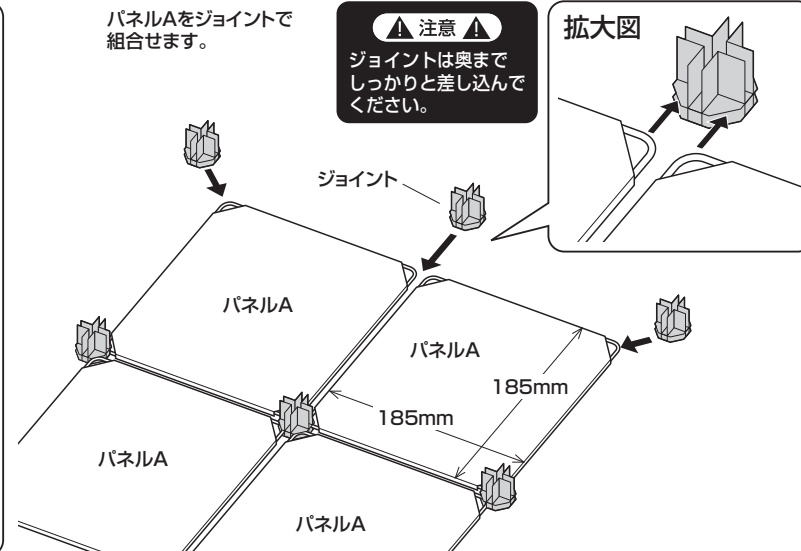 パネルAをジョイントで
組合せます。
注意
ジョイントは奥まで
しっかりと差し込んで
ください。
拡大図
ジョイント
パネルA
パネルA
185mm
185mm
パネルA
パネルA